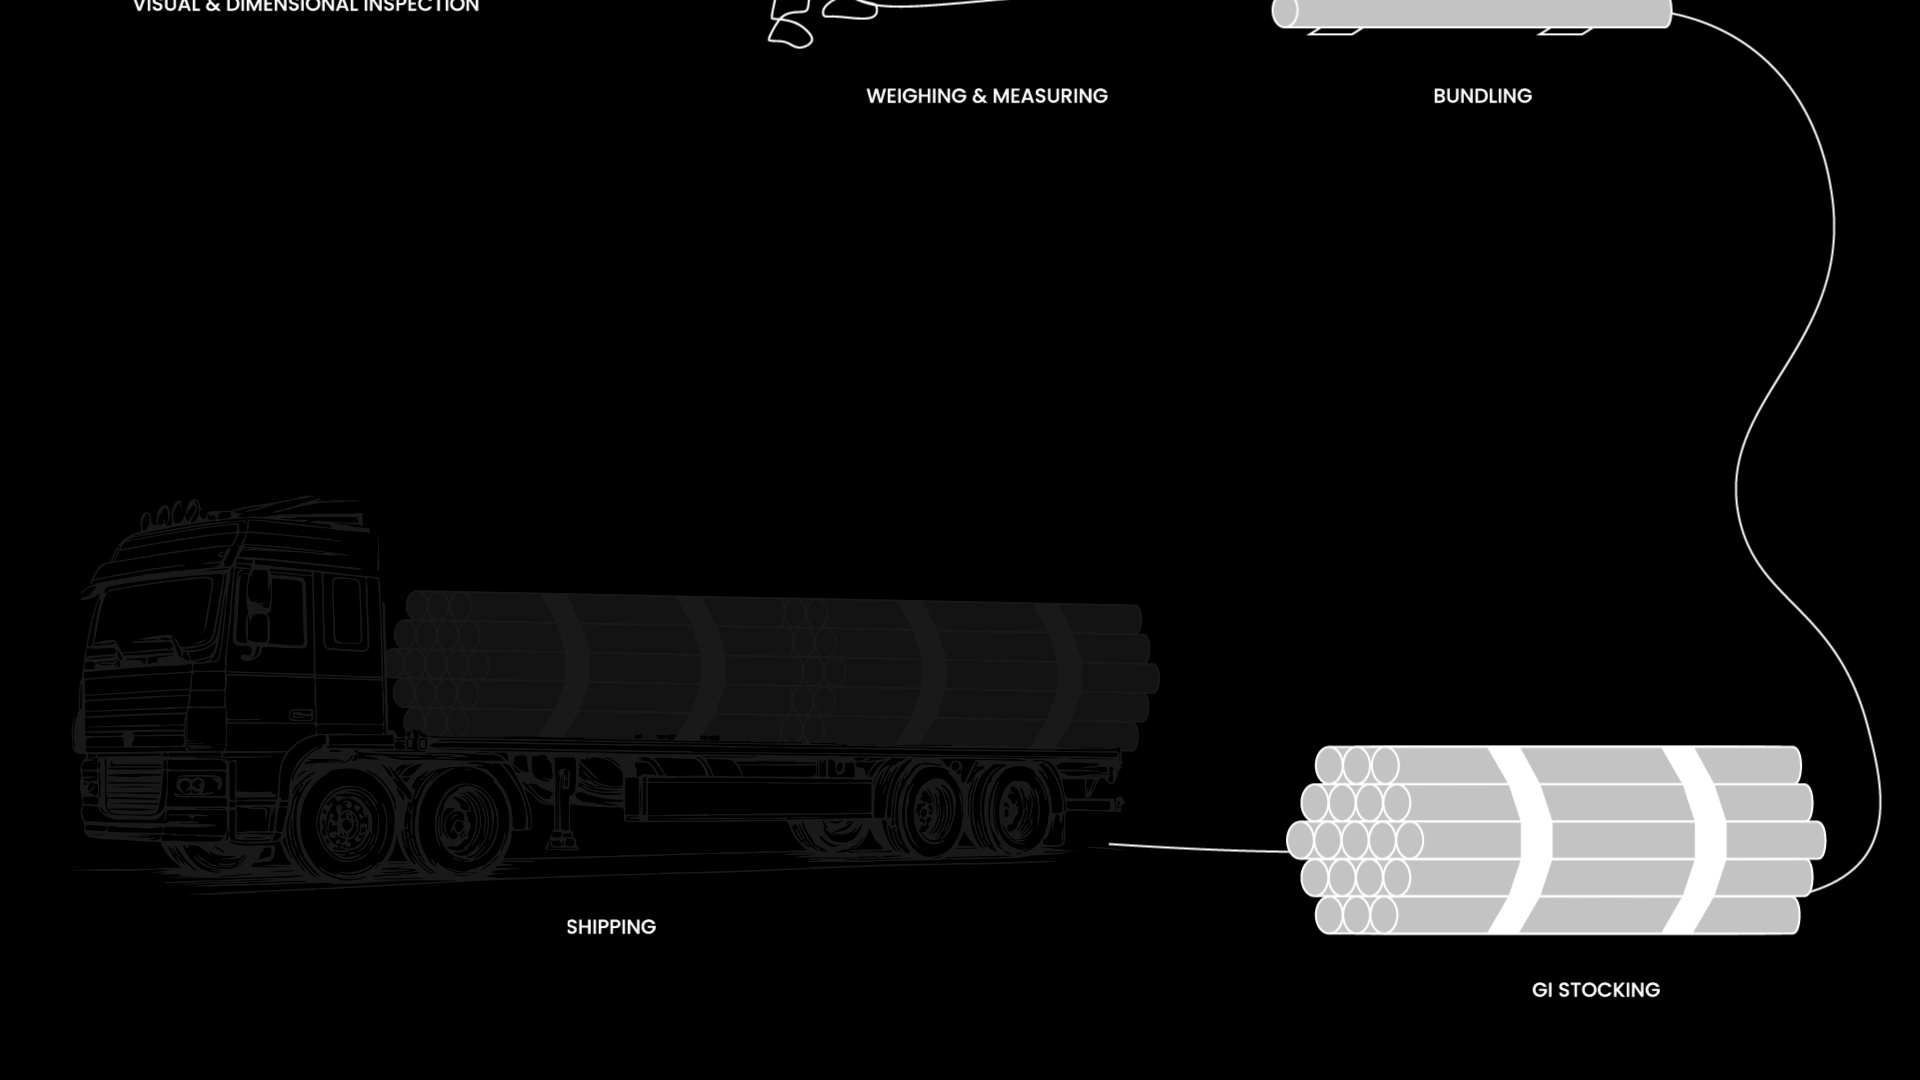 VISUAL & DIMENSIONAL INSPECTION
WEIGHING & MEASURING
BUNDLING
SHIPPING
GI STOCKING